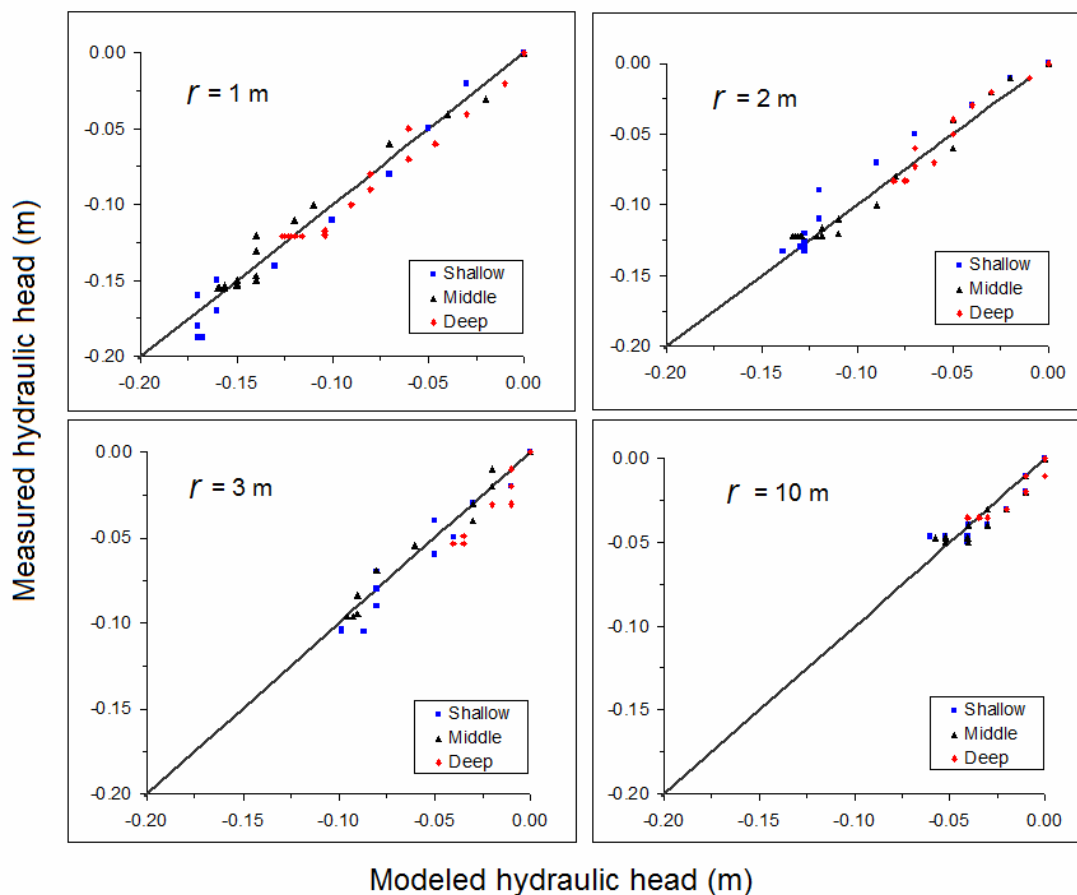 Measured hydraulic head (m)
r = 1 m
0.00
-0.05
-0.10
-0.15
-0.20
-0.20 -0.15 -0.10 -0.05 0.00
Shallow
Middle
Deep
r = 2 m
0.00
-0.05
-0.10
-0.15
-0.20
-0.20 -0.15 -0.10 -0.05 0.00
Shallow
Middle
Deep
r = 3 m
0.00
-0.05
-0.10
-0.15
-0.20
-0.20 -0.15 -0.10 -0.05 0.00
Shallow
Middle
Deep
r = 10 m
0.00
-0.05
-0.10
-0.15
-0.20
-0.20 -0.15 -0.10 -0.05 0.00
Shallow
Middle
Deep
Modeled hydraulic head (m)